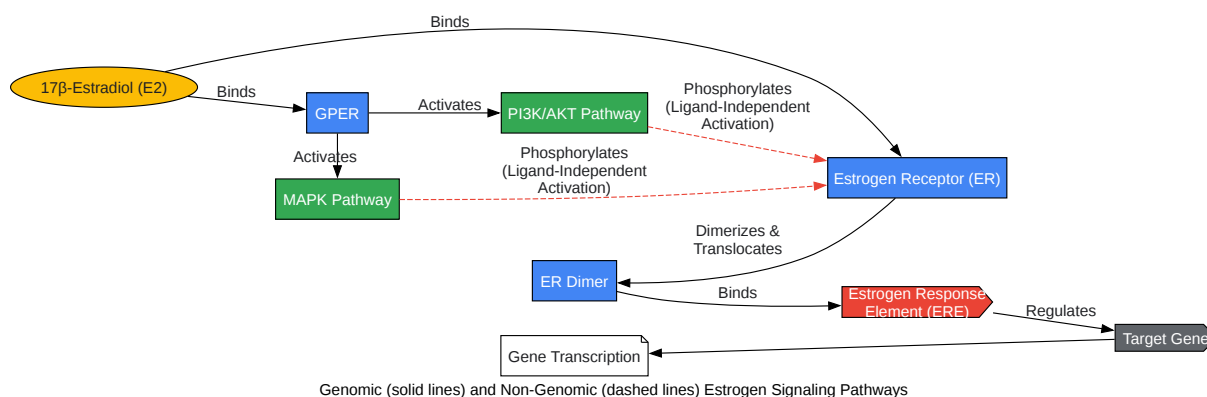 Binds
17β-Estradiol (E2)
Binds
GPER
Activates
PI3K/AKT Pathway
Phosphorylates
(Ligand-Independent
Activation)
Activates
MAPK Pathway
Phosphorylates
(Ligand-Independent
Activation)
Estrogen Receptor (ER)
Dimerizes &
Translocates
ER Dimer
Binds
Estrogen Response
Element (ERE)
Regulates
Target Gene
Gene Transcription
Genomic (solid lines) and Non-Genomic (dashed lines) Estrogen Signaling Pathways